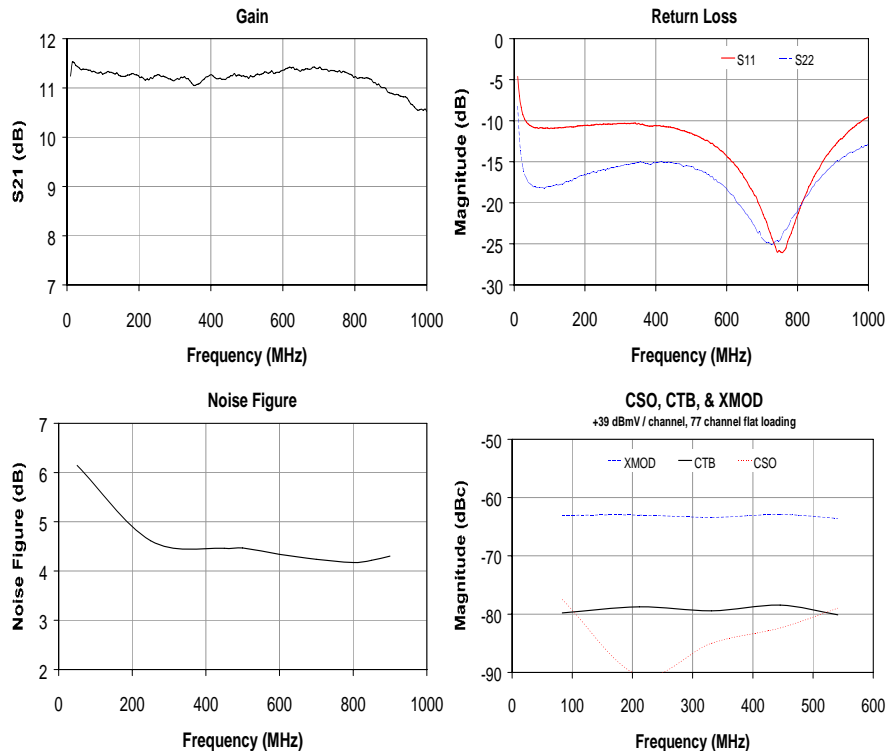 Gain
S21 (dB)
12
11
10
9
8
7
0
200
400
600
800
1000
Frequency (MHz)
Return Loss
Magnitude (dB)
0
-5
-10
-15
-20
-25
-30
S11
S22
0
200
400
600
800
1000
Frequency (MHz)
Noise Figure
Noise Figure (dB)
7
6
5
4
3
2
0
200
400
600
800
1000
Frequency (MHz)
CSO, CTB, & XMOD
+39 dBmV / channel, 77 channel flat loading
Magnitude (dBc)
-50
-60
-70
-80
-90
XMOD
CTB
CSO
0
100
200
300
400
500
600
Frequency (MHz)